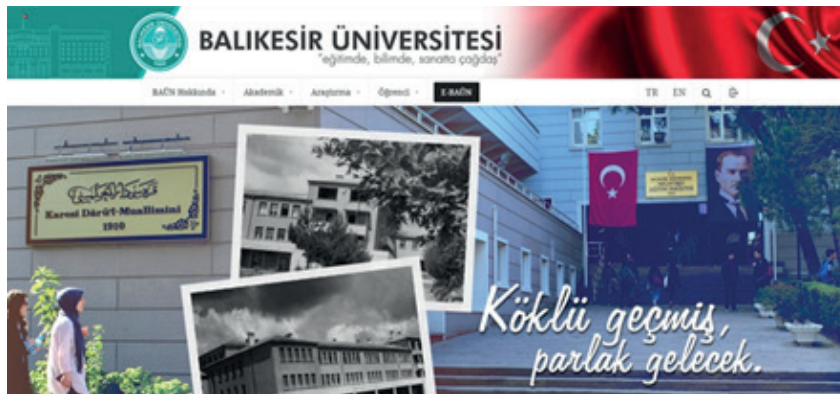 BALIKESİR ÜNİVERSİTESİ
"eğitimde, bilimde, sanatta çağdaş"
BAÜN Hakkında Akademik Araştırma Öğrenci E-BAÜN TR EN
Karesi Dârü'l-Muallimîni
1910
Köklü geçmiş,
parlak gelecek.